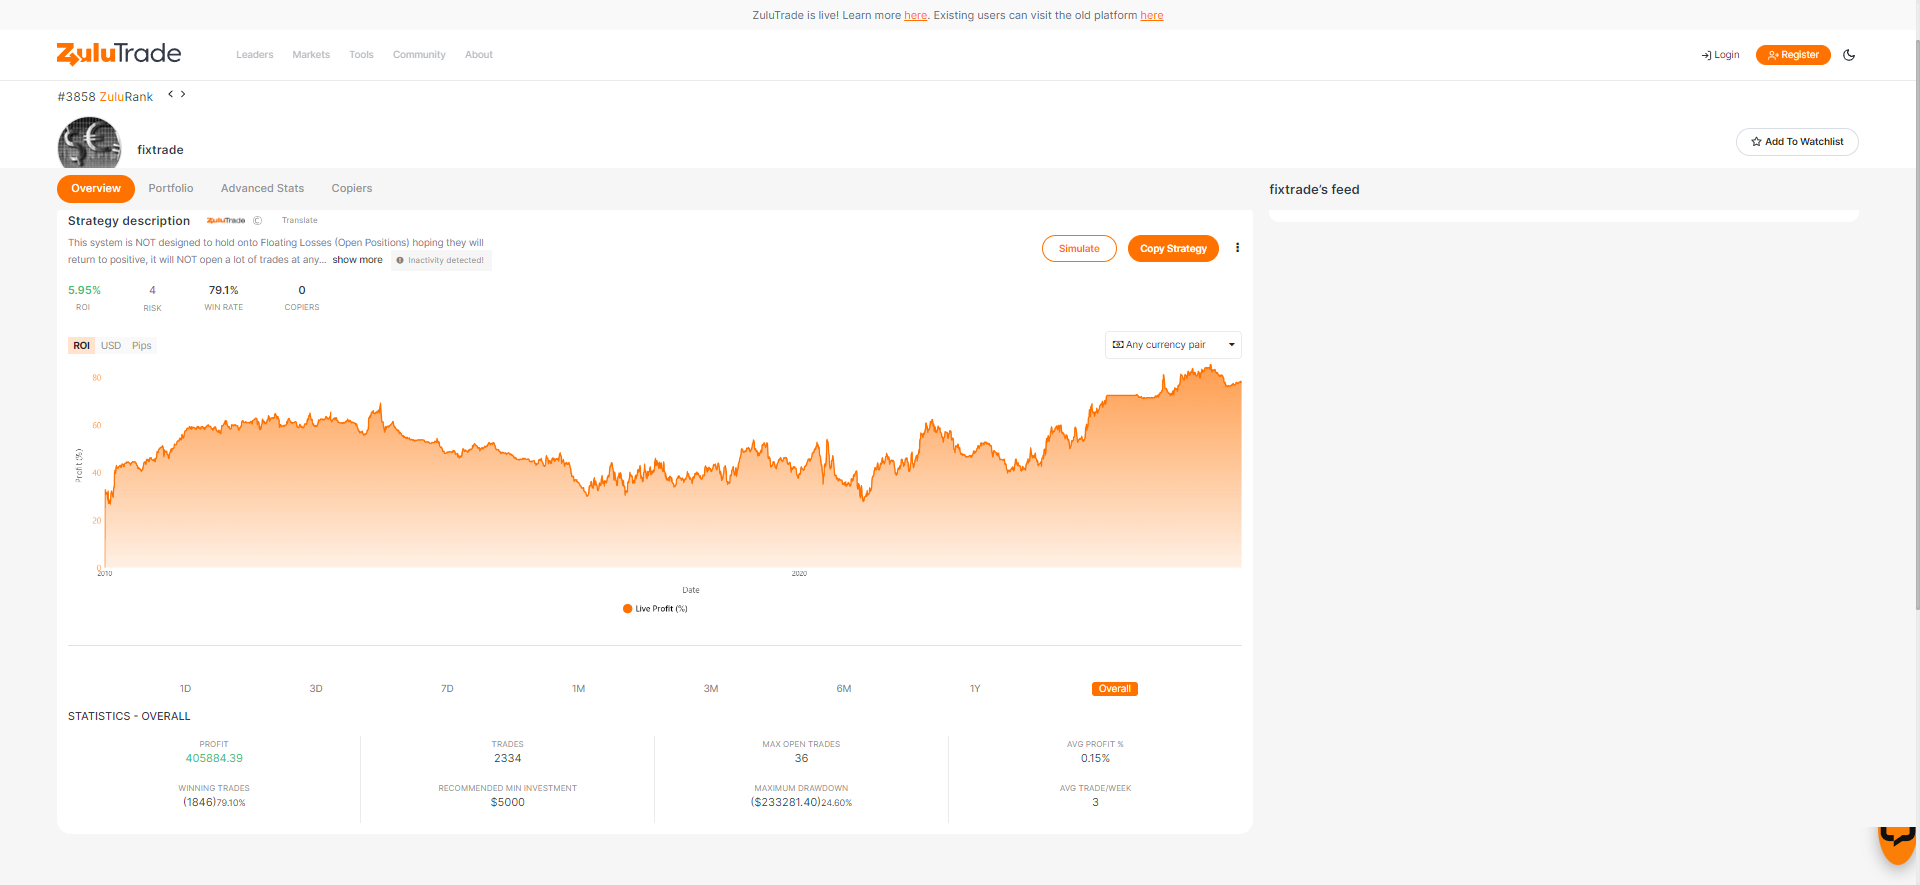 ZuluTrade is live! Learn more here. Existing users can visit the old platform here
ZuluTrade
Leaders Markets Tools Community About
Login Register
#3858 ZuluRank
fixtrade
Add To Watchlist
Overview Portfolio Advanced Stats Copiers
fixtrade's feed
Strategy description ZuluTrade © Translate
This system is NOT designed to hold onto Floating Losses (Open Positions) hoping they will
return to positive, it will NOT open a lot of trades at any... show more Inactivity detected!
Simulate Copy Strategy
5.95% 4 79.1% 0
ROI RISK WIN RATE COPIERS
ROI USD Pips
Any currency pair
80
60
40
20
0
Profit (%)
2010 2020
Date
Live Profit (%)
1D 3D 7D 1M 3M 6M 1Y Overall
STATISTICS - OVERALL
PROFIT TRADES MAX OPEN TRADES AVG PROFIT %
405884.39 2334 36 0.15%
WINNING TRADES RECOMMENDED MIN INVESTMENT MAXIMUM DRAWDOWN AVG TRADE/WEEK
(1846)79.10% $5000 ($233281.40)24.60% 3